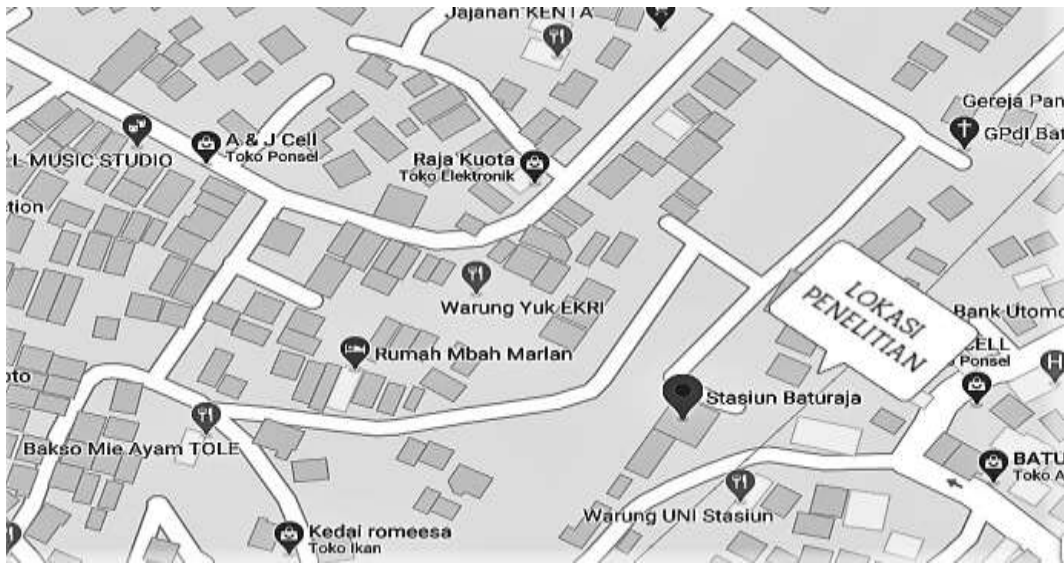 Jajanan KENTA
Gereja Pan
GPdI Bat
A & J Cell
Toko Ponsel
L MUSIC STUDIO
Raja Kuota
Toko Elektronik
tion
LOKASI
PENELITIAN
Warung Yuk EKRI
Bank Utomo
CELL
Ponsel
Rumah Mbah Marlan
oto
Stasiun Baturaja
Bakso Mie Ayam TOLE
BATU
Toko A
Warung UNI Stasiun
Kedai romeesa
Toko Ikan